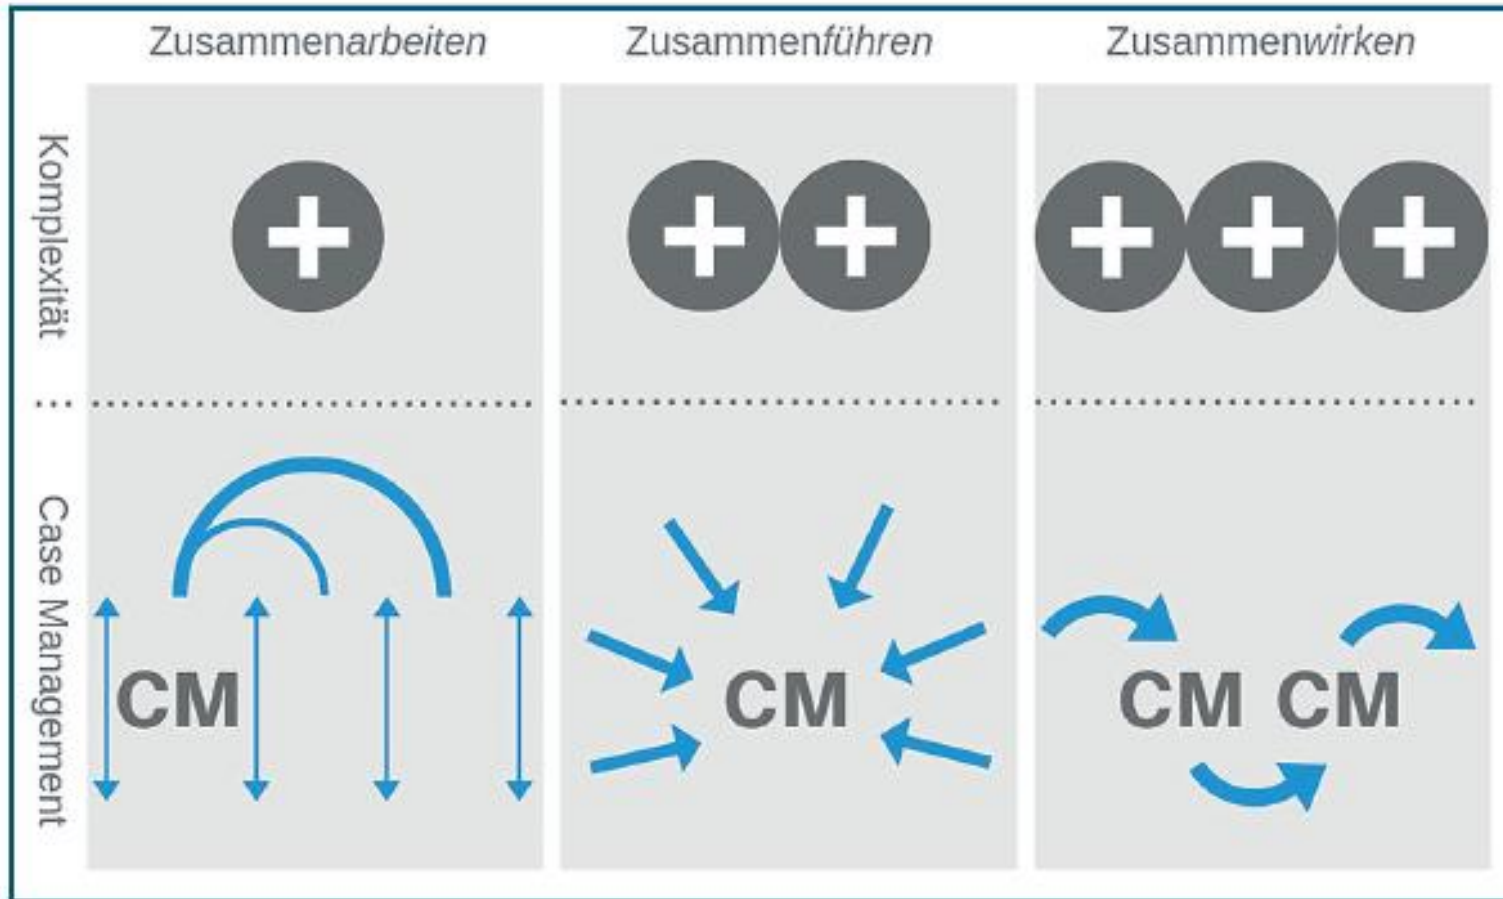 Zusammenarbeiten
Zusammenführen
Zusammenwirken
Komplexität
Case Management
CM
CM
CM CM